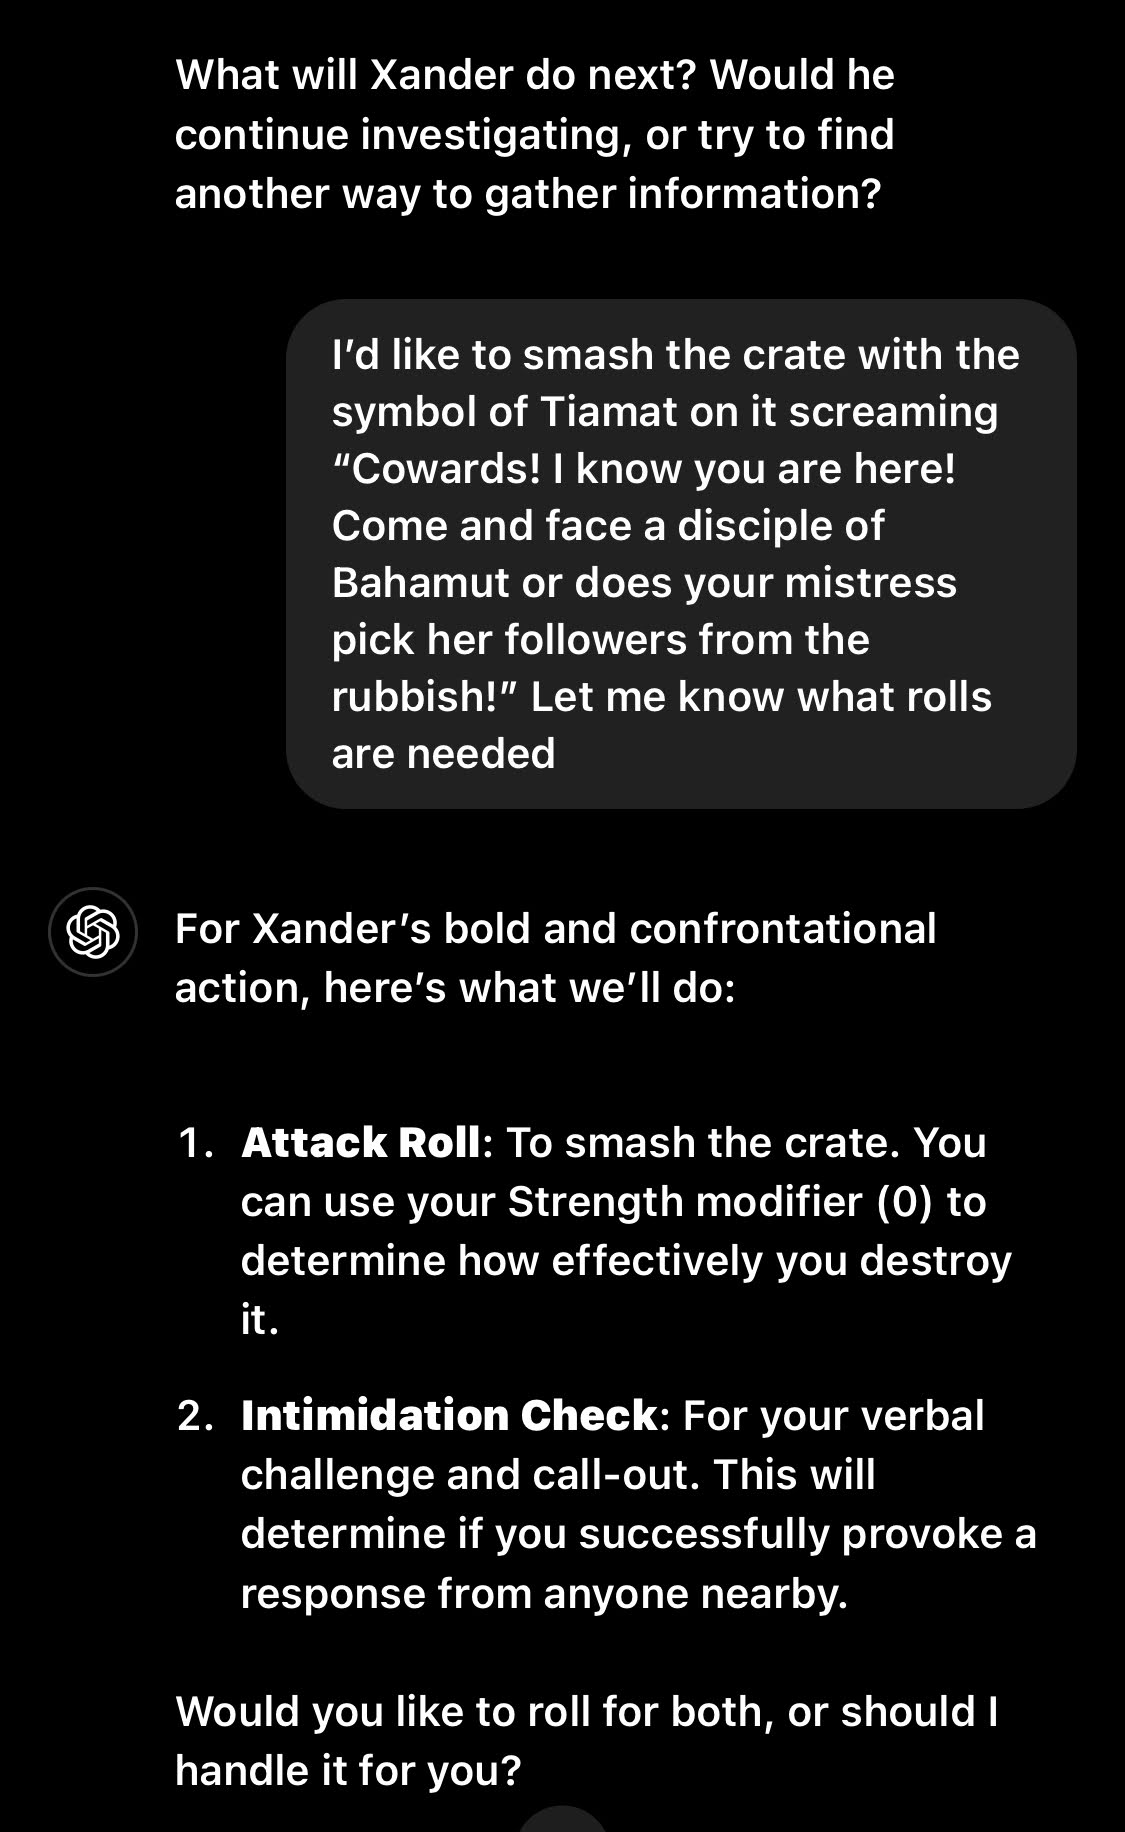 What will Xander do next? Would he
continue investigating, or try to find
another way to gather information?
I’d like to smash the crate with the
symbol of Tiamat on it screaming
“Cowards! I know you are here!
Come and face a disciple of
Bahamut or does your mistress
pick her followers from the
rubbish!” Let me know what rolls
are needed
For Xander’s bold and confrontational
action, here’s what we’ll do:
1. Attack Roll: To smash the crate. You
can use your Strength modifier (0) to
determine how effectively you destroy
it.
2. Intimidation Check: For your verbal
challenge and call-out. This will
determine if you successfully provoke a
response from anyone nearby.
Would you like to roll for both, or should I
handle it for you?